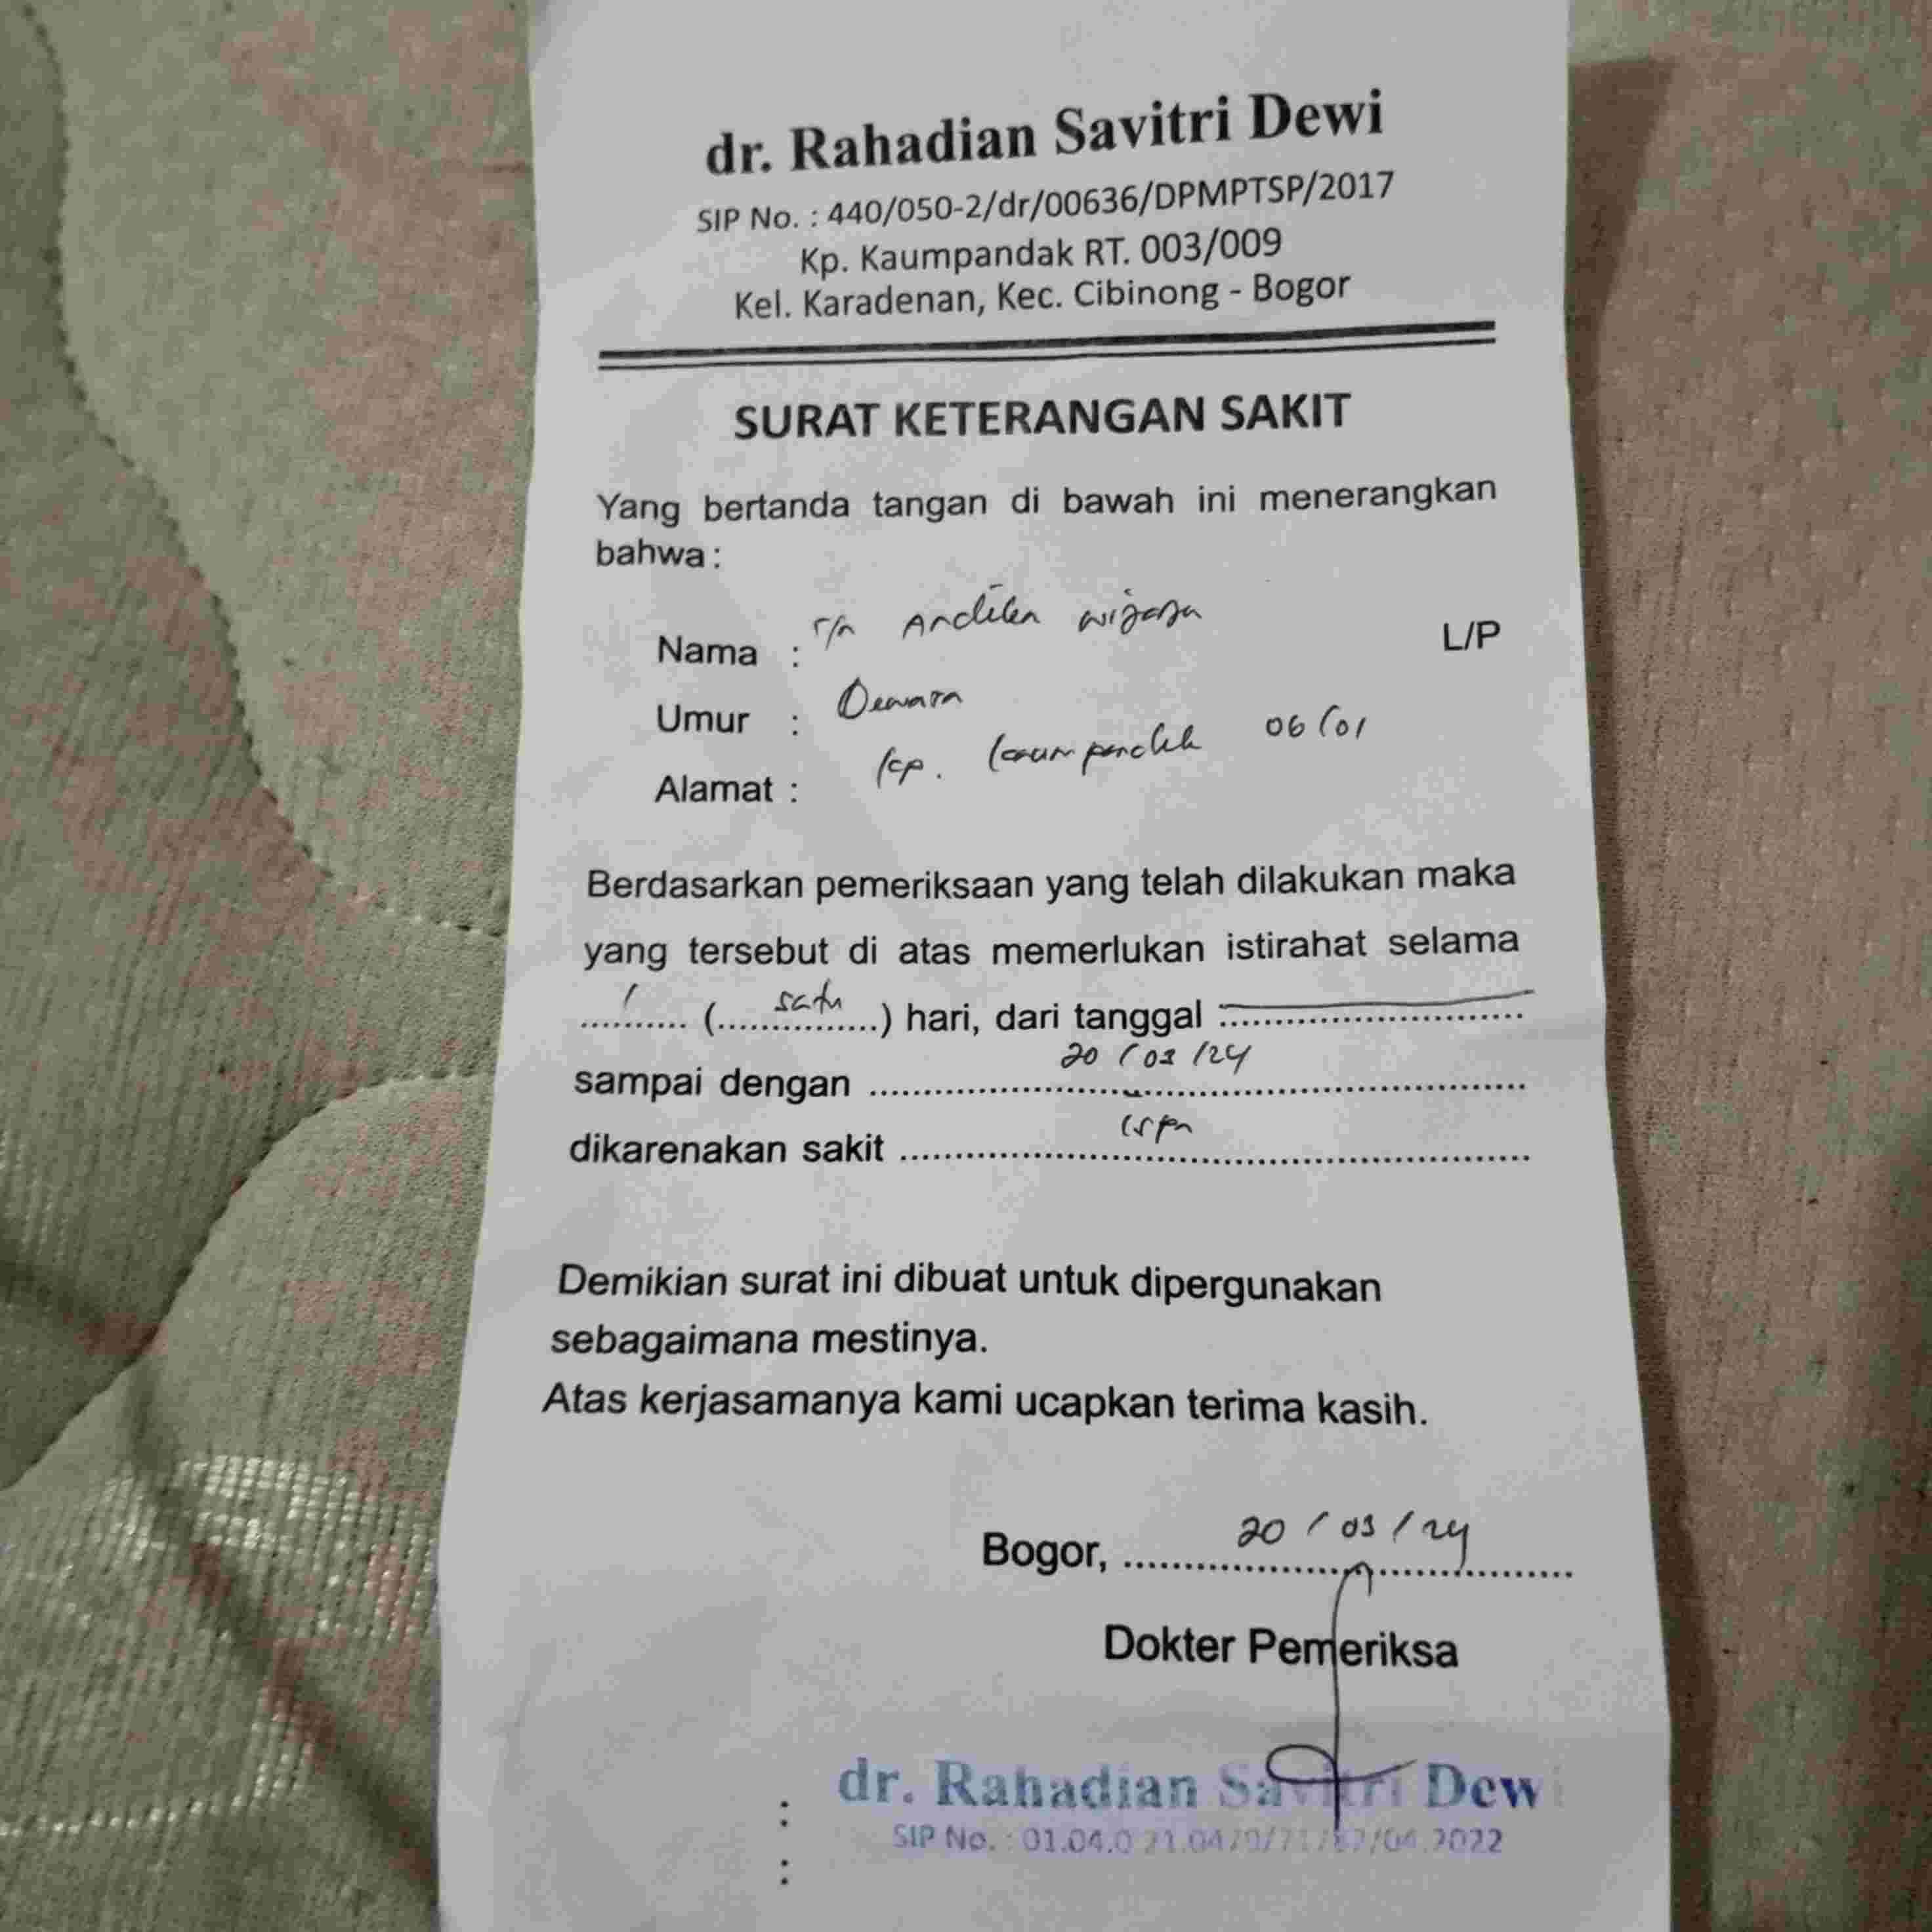 dr. Rahadian Savitri Dewi
SIP No. : 440/050-2/dr/00636/DPMPTSP/2017
Kp. Kaumpandak RT. 003/009
Kel. Karadenan, Kec. Cibinong - Bogor
SURAT KETERANGAN SAKIT
Yang bertanda tangan di bawah ini menerangkan
bahwa :
Nama : Andika wijaya L/P
Umur : Dewasa
Alamat : kp. kaumpandak 06/01
Berdasarkan pemeriksaan yang telah dilakukan maka
yang tersebut di atas memerlukan istirahat selama
1 (satu) hari, dari tanggal
sampai dengan 20/03/24
dikarenakan sakit ispa
Demikian surat ini dibuat untuk dipergunakan
sebagaimana mestinya.
Atas kerjasamanya kami ucapkan terima kasih.
Bogor, 20/03/24
Dokter Pemeriksa
dr. Rahadian Savitri Dew
SIP No. :